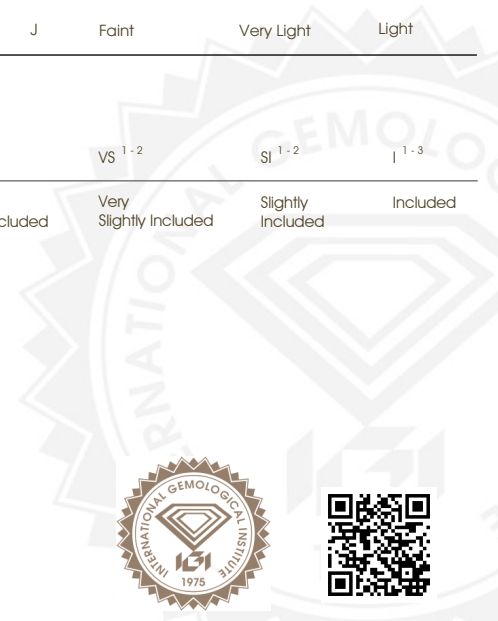 J Faint Very Light Light
VS 1 - 2 SI 1 - 2 I 1 - 3
Very Slightly Included
cluded Slightly Included Included
INTERNATIONAL GEMOLOGICAL INSTITUTE
IGI
1975